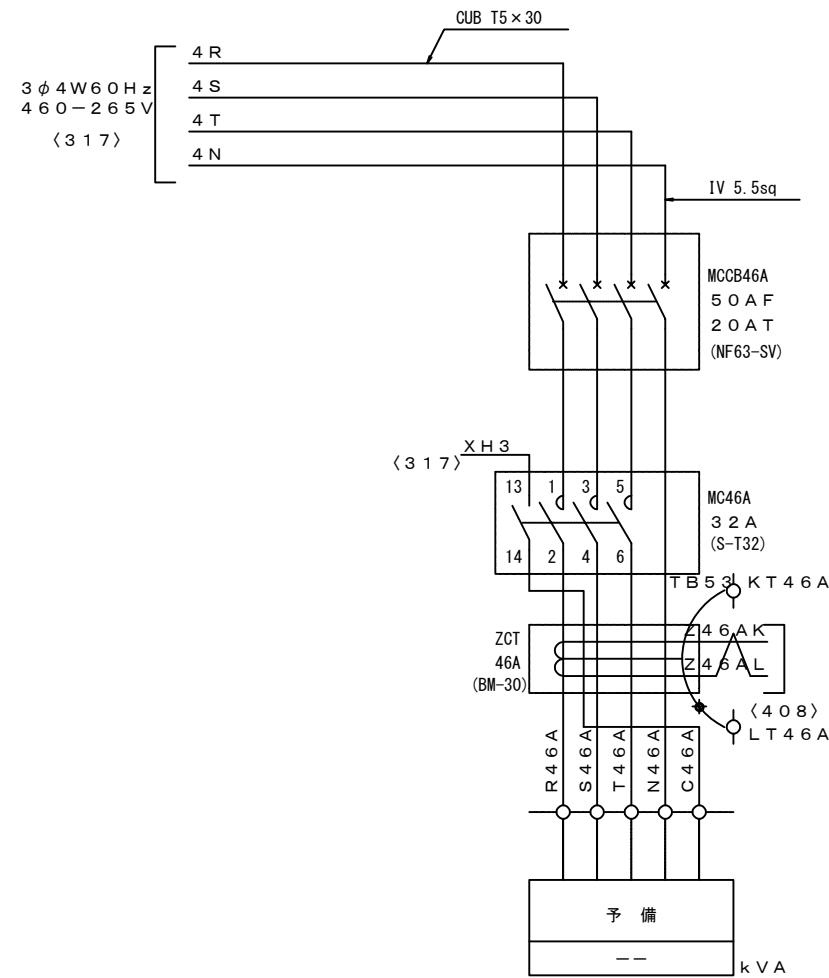 CUB T5×30
4R
3φ4W60Hz
460-265V
4S
〈317〉
4T
4N
IV 5.5sq
MCCB46A
50AF
20AT
(NF63-SV)
XH3
〈317〉
13 1 3 5
MC46A
32A
(S-T32)
14 2 4 6
TB53 KT46A
ZCT
46A
(BM-30)
Z46AK
Z46AL
〈408〉
LT46A
R46A
S46A
T46A
N46A
C46A
予 備
--
kVA